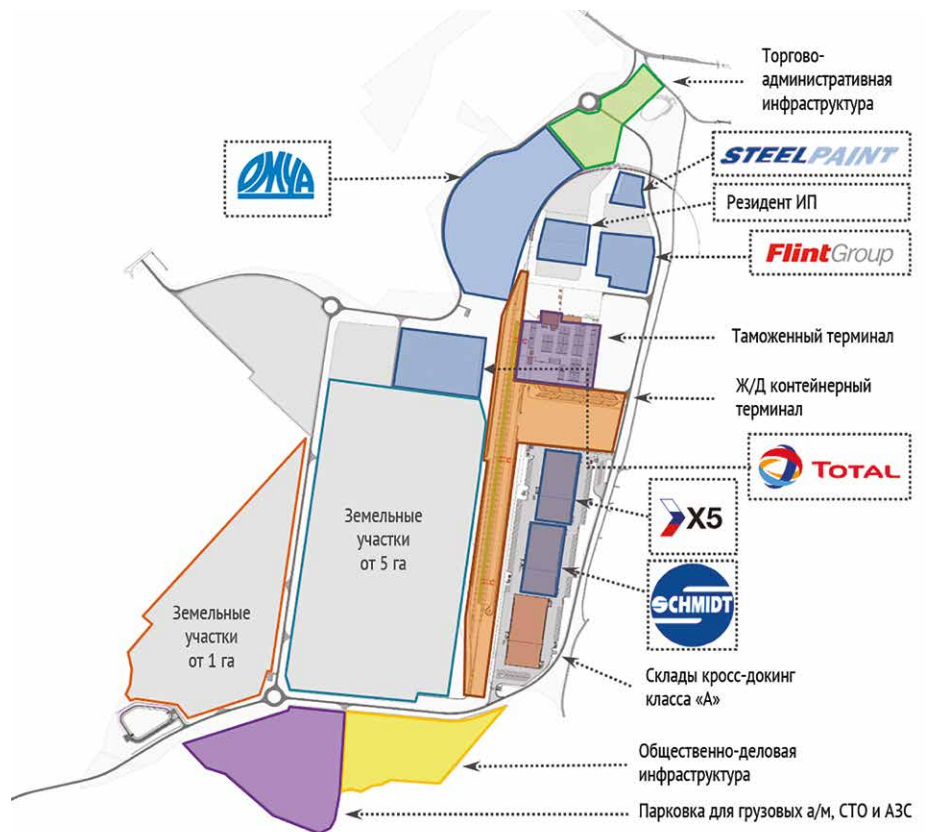 Торгово-
административная
инфраструктура
OMYA
STEELPAINT
Резидент ИП
FlintGroup
Таможенный терминал
Ж/Д контейнерный
терминал
TOTAL
X5
Земельные
участки
от 5 га
SCHMIDT
Земельные
участки
от 1 га
Склады кросс-докинг
класса «А»
Общественно-деловая
инфраструктура
Парковка для грузовых а/м, СТО и АЗС